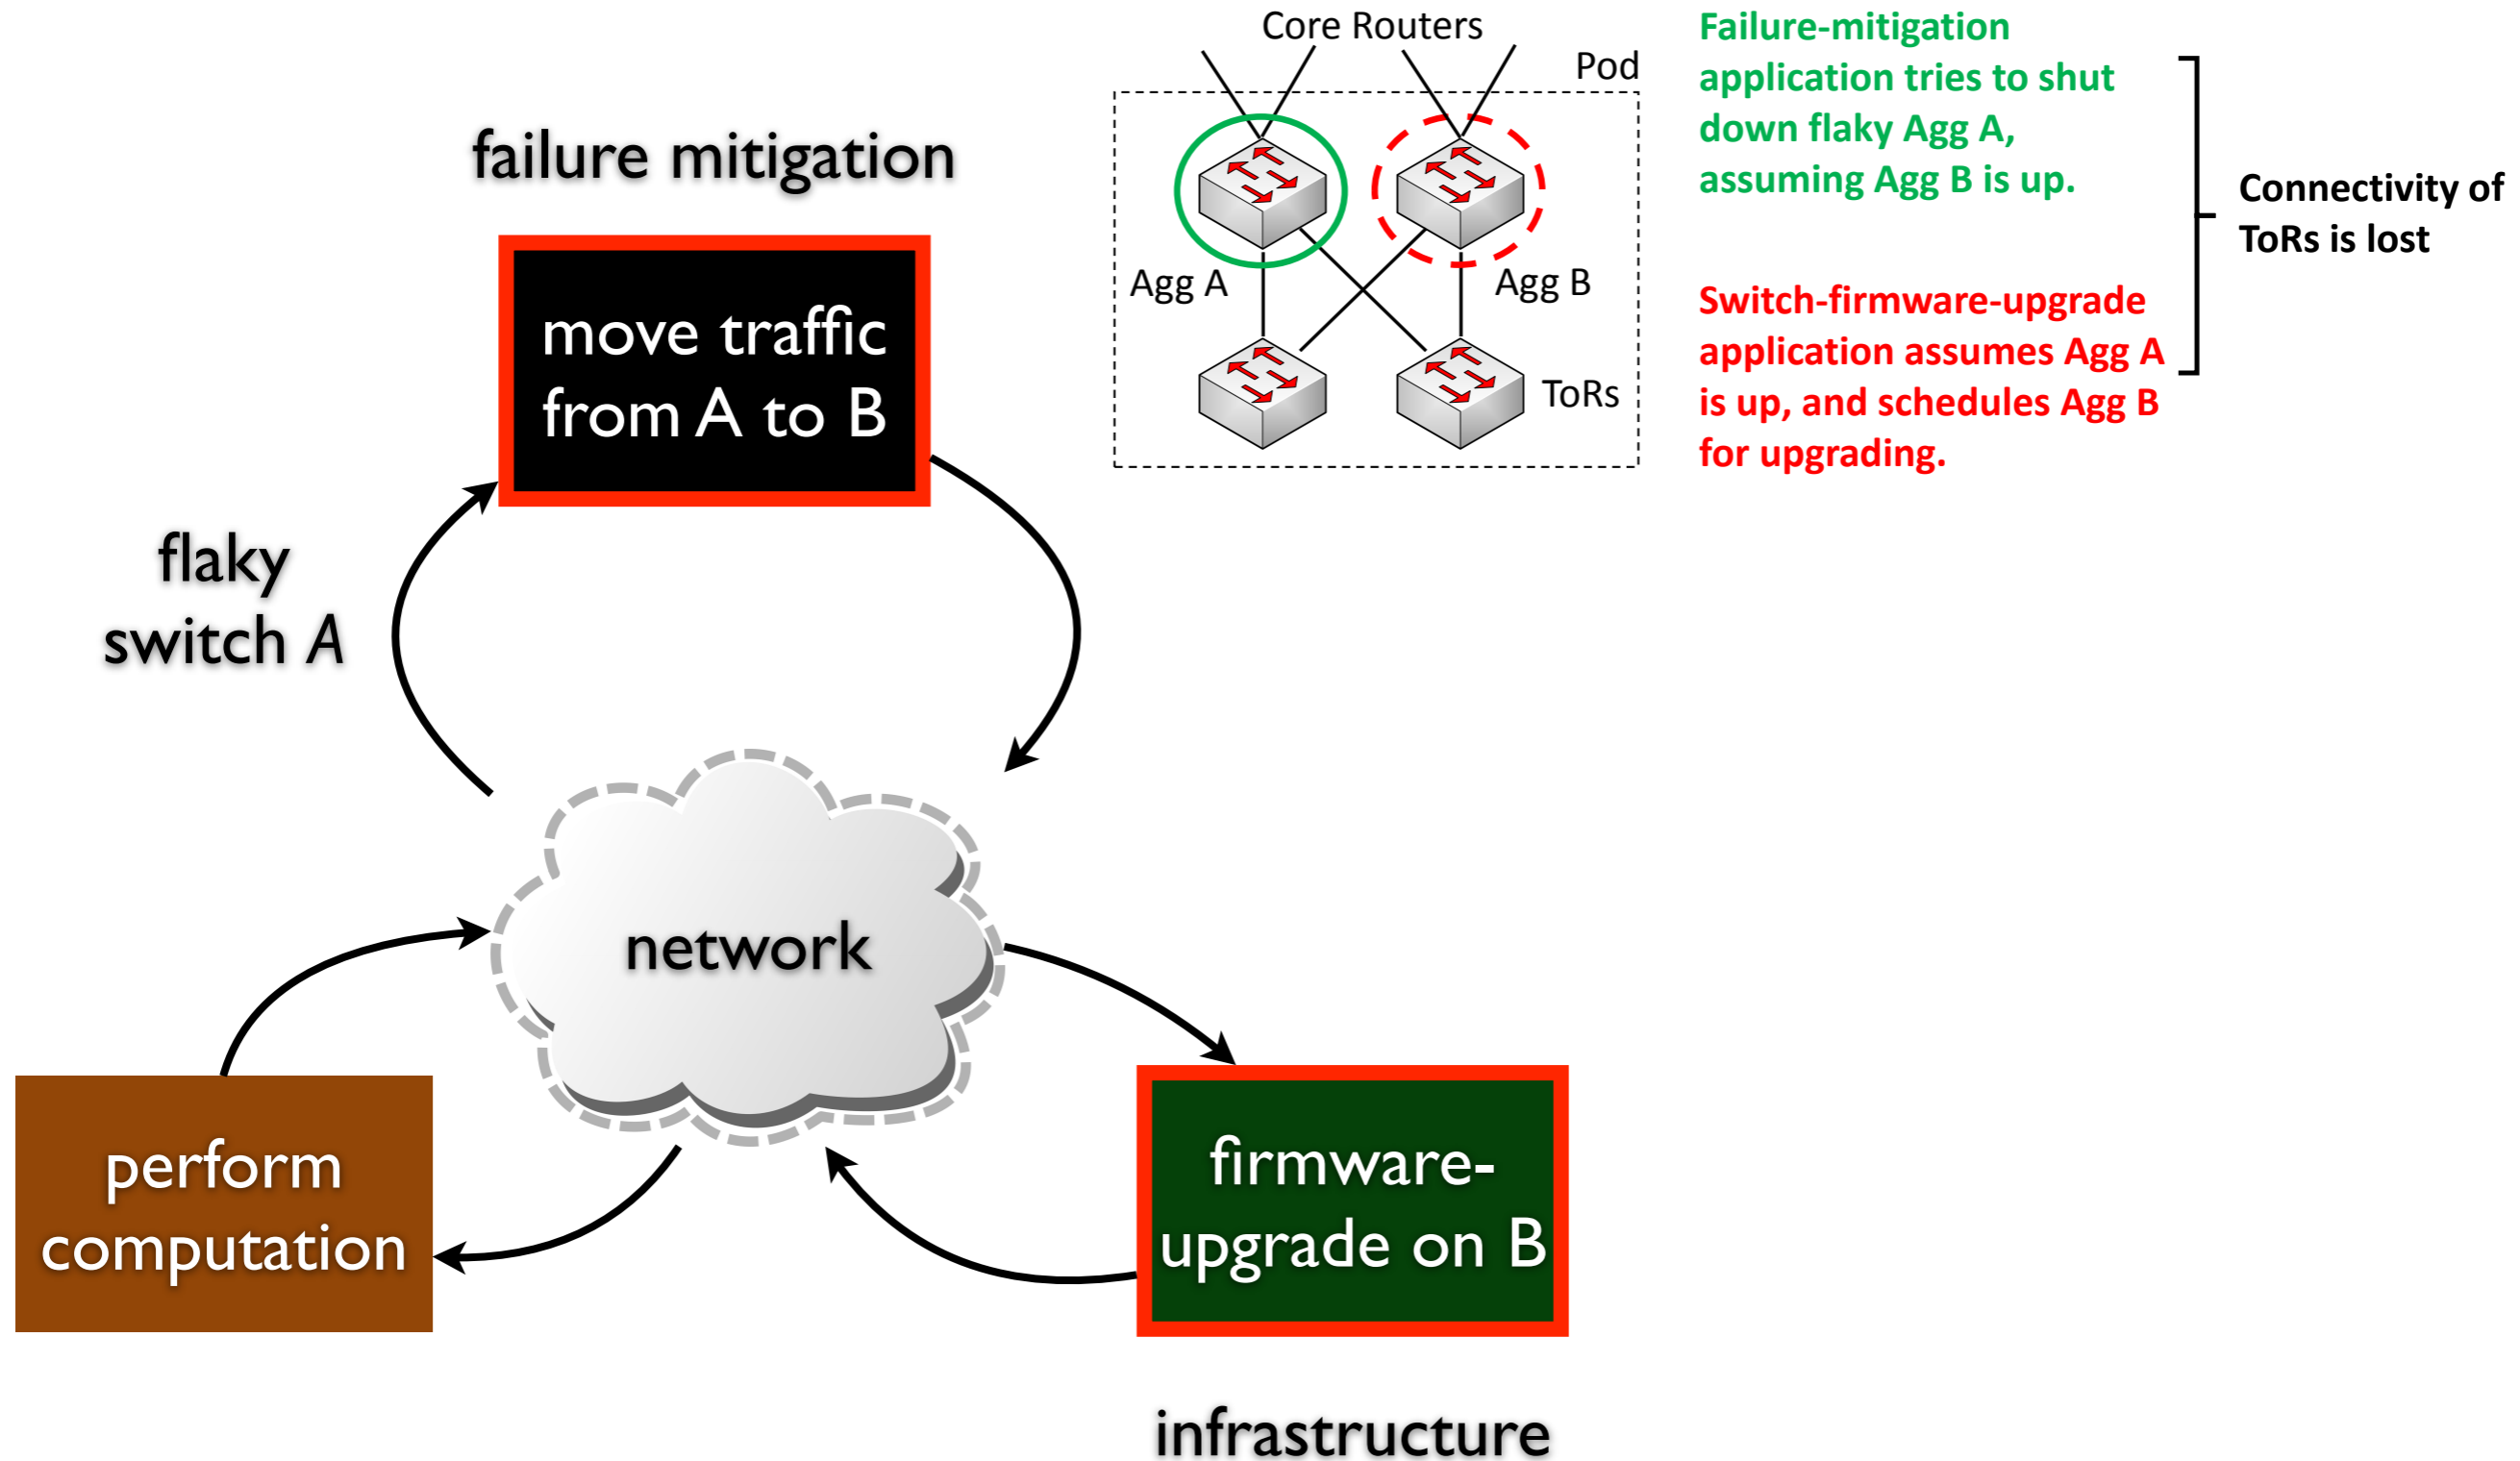 Core Routers
Pod
Agg A
Agg B
ToRs
Failure-mitigation
application tries to shut
down flaky Agg A,
assuming Agg B is up.
Switch-firmware-upgrade
application assumes Agg A
is up, and schedules Agg B
for upgrading.
Connectivity of
ToRs is lost
failure mitigation
move traffic
from A to B
flaky
switch A
network
perform
computation
firmware-
upgrade on B
infrastructure